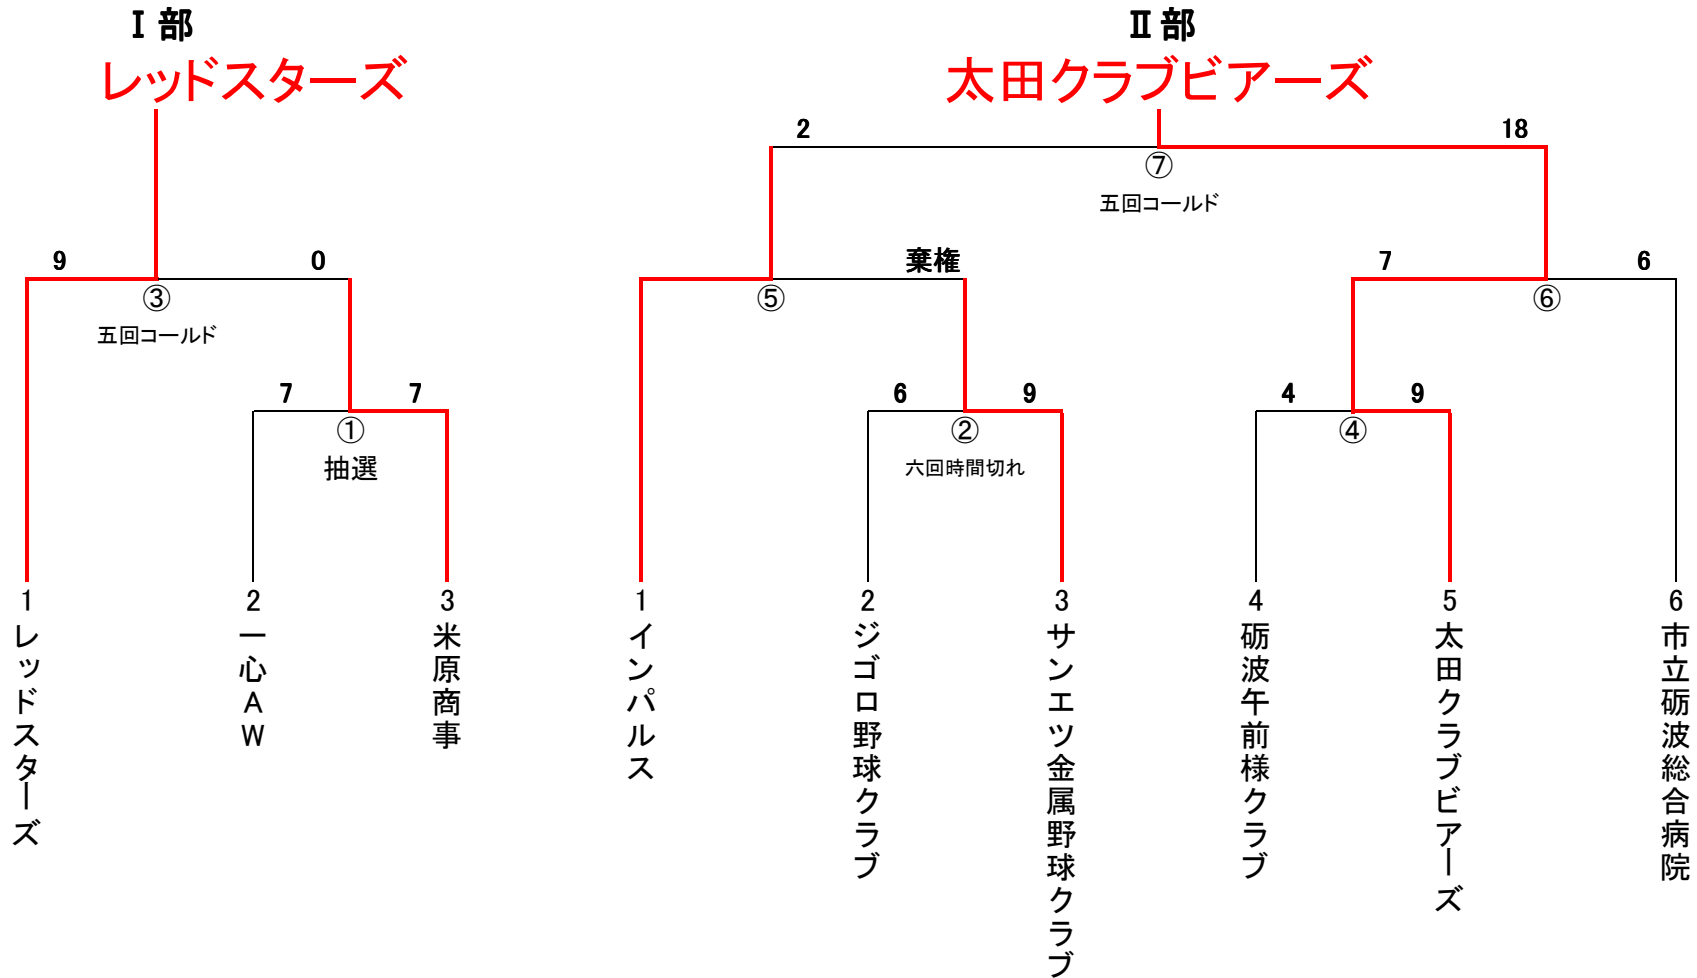 Ⅰ部
レッドスターズ
9
0
③
五回コールド
7
7
①
抽選
1
レッドスターズ
2
一心AW
3
米原商事
Ⅱ部
太田クラブビアーズ
2
18
⑦
五回コールド
棄権
⑤
7
6
⑥
6
9
②
六回時間切れ
4
9
④
1
インパルス
2
ジゴロ野球クラブ
3
サンエツ金属野球クラブ
4
砺波午前様クラブ
5
太田クラブビアーズ
6
市立砺波総合病院